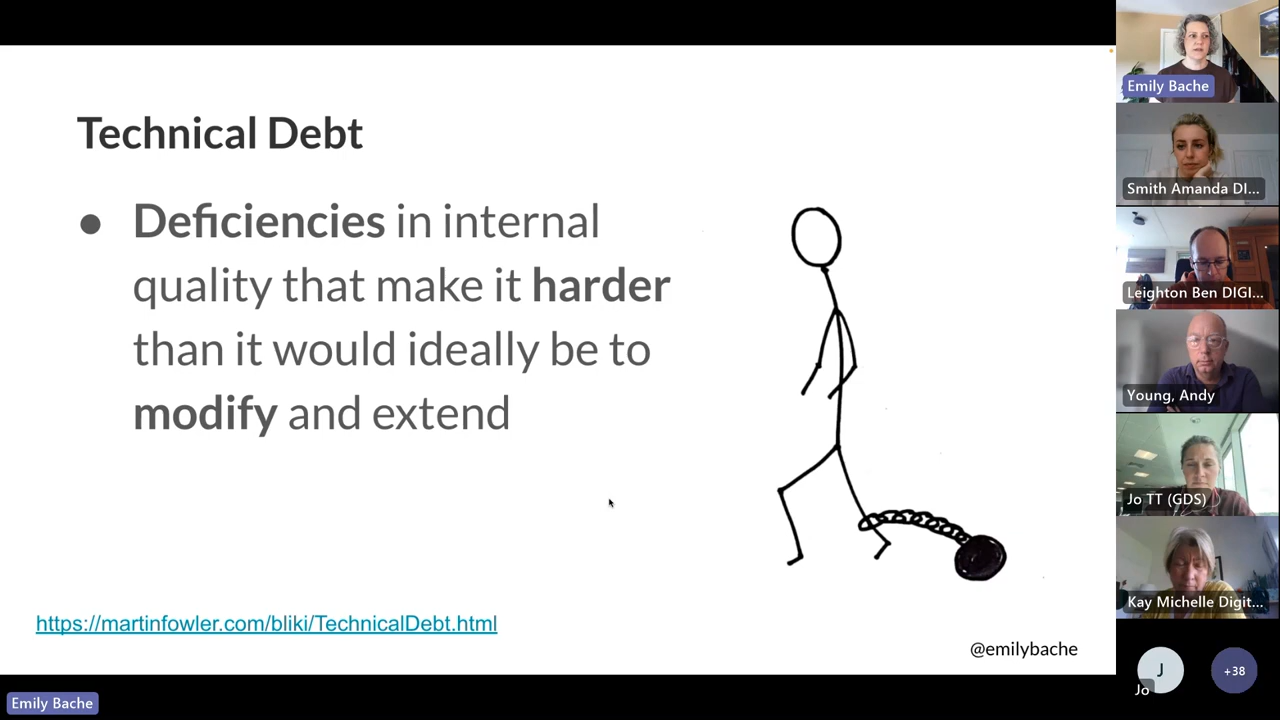 Technical Debt
● Deficiencies in internal
quality that make it harder
than it would ideally be to
modify and extend
https://martinfowler.com/bliki/TechnicalDebt.html
@emilybache
Emily Bache
Emily Bache
Smith Amanda DI...
Leighton Ben DIGI...
Young, Andy
Jo TT (GDS)
Kay Michelle Digit...
J
Jo
+38